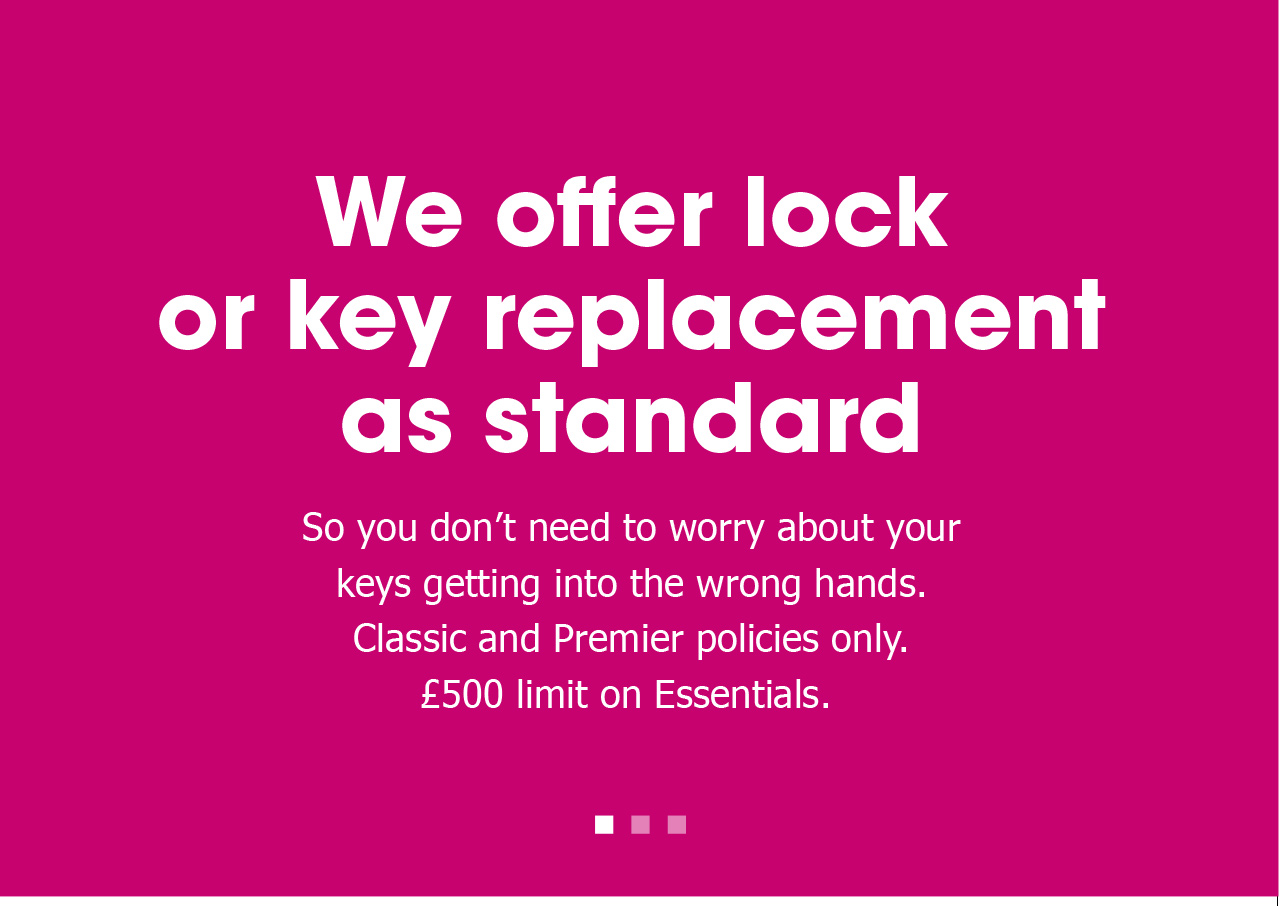 We offer lock
or key replacement
as standard
So you don’t need to worry about your
keys getting into the wrong hands.
Classic and Premier policies only.
£500 limit on Essentials.